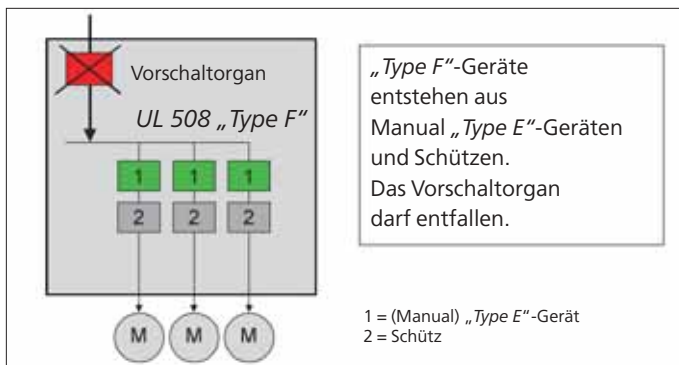 Vorschaltorgan
UL 508 „Type F“
1 1 1
2 2 2
M M M
„Type F“-Geräte
entstehen aus
Manual „Type E“-Geräten
und Schützen.
Das Vorschaltorgan
darf entfallen.
1 = (Manual) „Type E“-Gerät
2 = Schütz